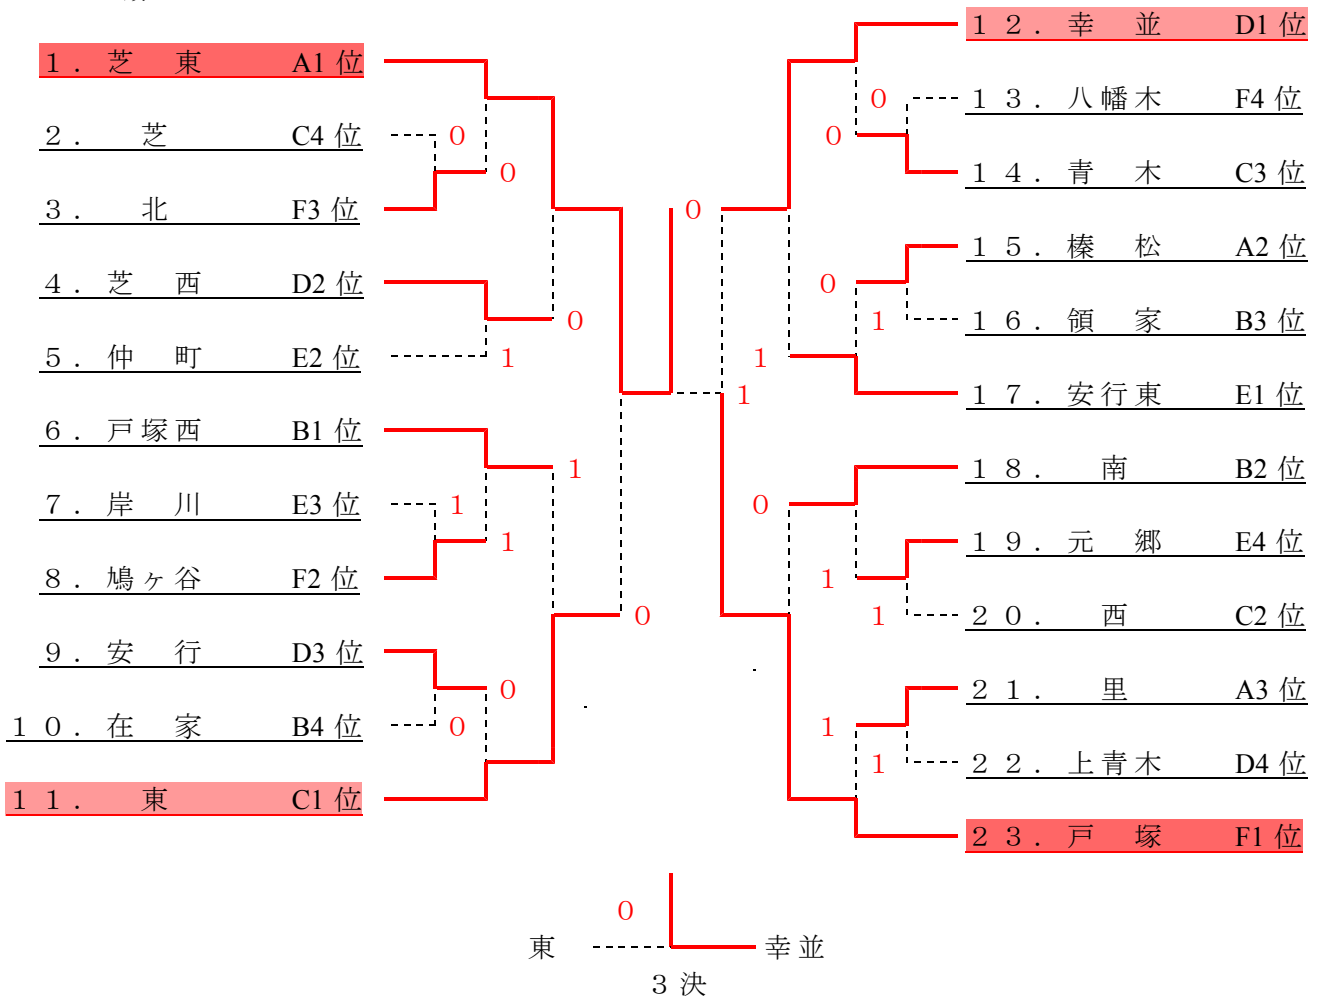 1. 芝 東 A1 位
2. 芝 C4 位
0
3. 北 F3 位
0
4. 芝 西 D2 位
0
5. 仲 町 E2 位
1
6. 戸塚西 B1 位
1
7. 岸 川 E3 位
1
8. 鳩ヶ谷 F2 位
1
0
9. 安 行 D3 位
0
10. 在 家 B4 位
0
11. 東 C1 位
0
1
12. 幸 並 D1 位
13. 八幡木 F4 位
0
0
14. 青 木 C3 位
15. 榛 松 A2 位
0
16. 領 家 B3 位
1
1
17. 安行東 E1 位
18. 南 B2 位
0
19. 元 郷 E4 位
1
20. 西 C2 位
1
21. 里 A3 位
1
22. 上青木 D4 位
1
23. 戸 塚 F1 位
0
東 幸並
3決